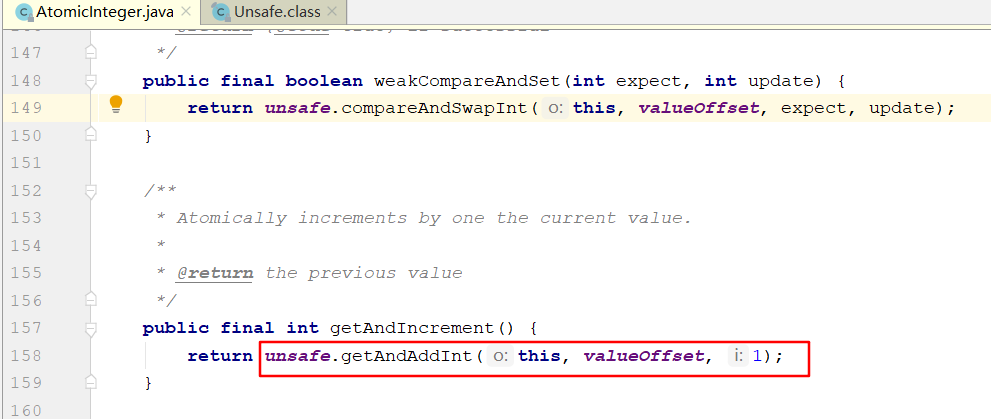 AtomicInteger.java × Unsafe.class ×
147 */
148 public final boolean weakCompareAndSet(int expect, int update) {
149 return unsafe.compareAndSwapInt( o: this, valueOffset, expect, update);
150 }
151
152 /**
153 * Atomically increments by one the current value.
154 *
155 * @return the previous value
156 */
157 public final int getAndIncrement() {
158 return unsafe.getAndAddInt( o: this, valueOffset, i: 1);
159 }
160